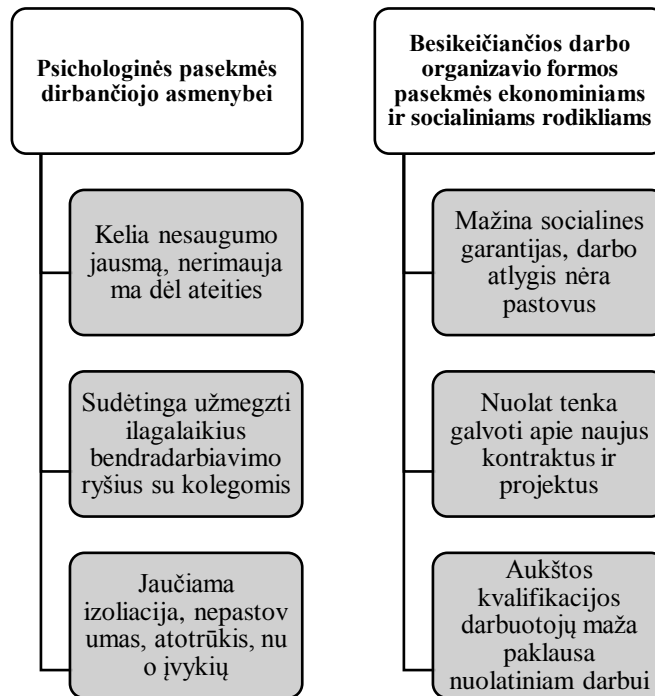 Psichologinės pasekmės
dirbančiojo asmenybei
Kelia nesaugumo
jausmą, nerimauja
ma dėl ateities
Sudėtinga užmegzti
ilagalaikius
bendradarbiavimo
ryšius su kolegomis
Jaučiama
izoliacija, nepastov
umas, atotrūkis, nu
o įvykių
Besikeičiančios darbo
organizavio formos
pasekmės ekonominiams
ir socialiniams rodikliams
Mažina socialines
garantijas, darbo
atlygis nėra
pastovus
Nuolat tenka
galvoti apie naujus
kontraktus ir
projektus
Aukštos
kvalifikacijos
darbuotojų maža
paklausa
nuolatiniam darbui